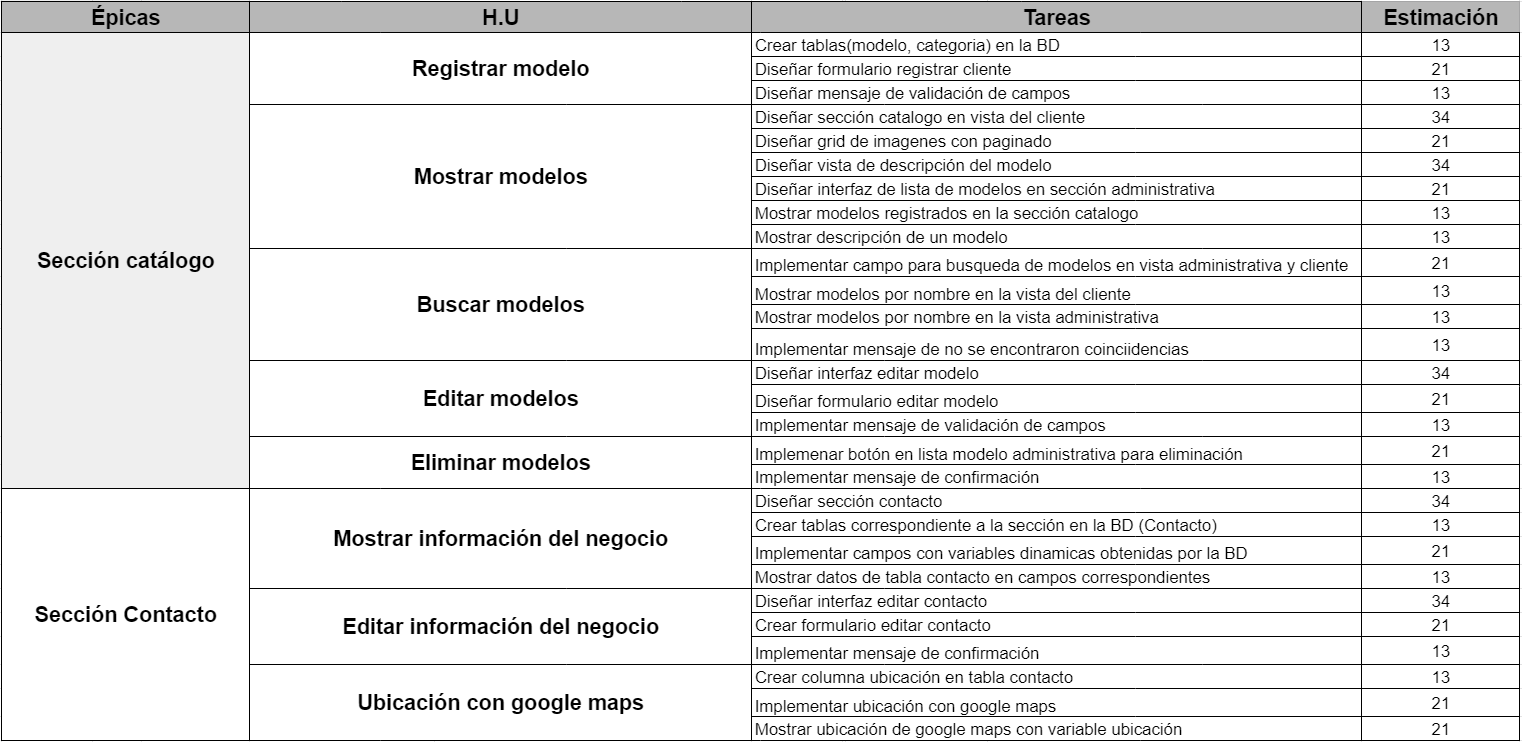 Épicas H.U Tareas Estimación
Sección catálogo
Registrar modelo
Crear tablas(modelo, categoria) en la BD 13
Diseñar formulario registrar cliente 21
Diseñar mensaje de validación de campos 13
Mostrar modelos
Diseñar sección catalogo en vista del cliente 34
Diseñar grid de imagenes con paginado 21
Diseñar vista de descripción del modelo 34
Diseñar interfaz de lista de modelos en sección administrativa 21
Mostrar modelos registrados en la sección catalogo 13
Mostrar descripción de un modelo 13
Buscar modelos
Implementar campo para busqueda de modelos en vista administrativa y cliente 21
Mostrar modelos por nombre en la vista del cliente 13
Mostrar modelos por nombre en la vista administrativa 13
Implementar mensaje de no se encontraron coinciidencias 13
Editar modelos
Diseñar interfaz editar modelo 34
Diseñar formulario editar modelo 21
Implementar mensaje de validación de campos 13
Eliminar modelos
Implemenar botón en lista modelo administrativa para eliminación 21
Implementar mensaje de confirmación 13
Sección Contacto
Mostrar información del negocio
Diseñar sección contacto 34
Crear tablas correspondiente a la sección en la BD (Contacto) 13
Implementar campos con variables dinamicas obtenidas por la BD 21
Mostrar datos de tabla contacto en campos correspondientes 13
Editar información del negocio
Diseñar interfaz editar contacto 34
Crear formulario editar contacto 21
Implementar mensaje de confirmación 13
Ubicación con google maps
Crear columna ubicación en tabla contacto 13
Implementar ubicación con google maps 21
Mostrar ubicación de google maps con variable ubicación 21